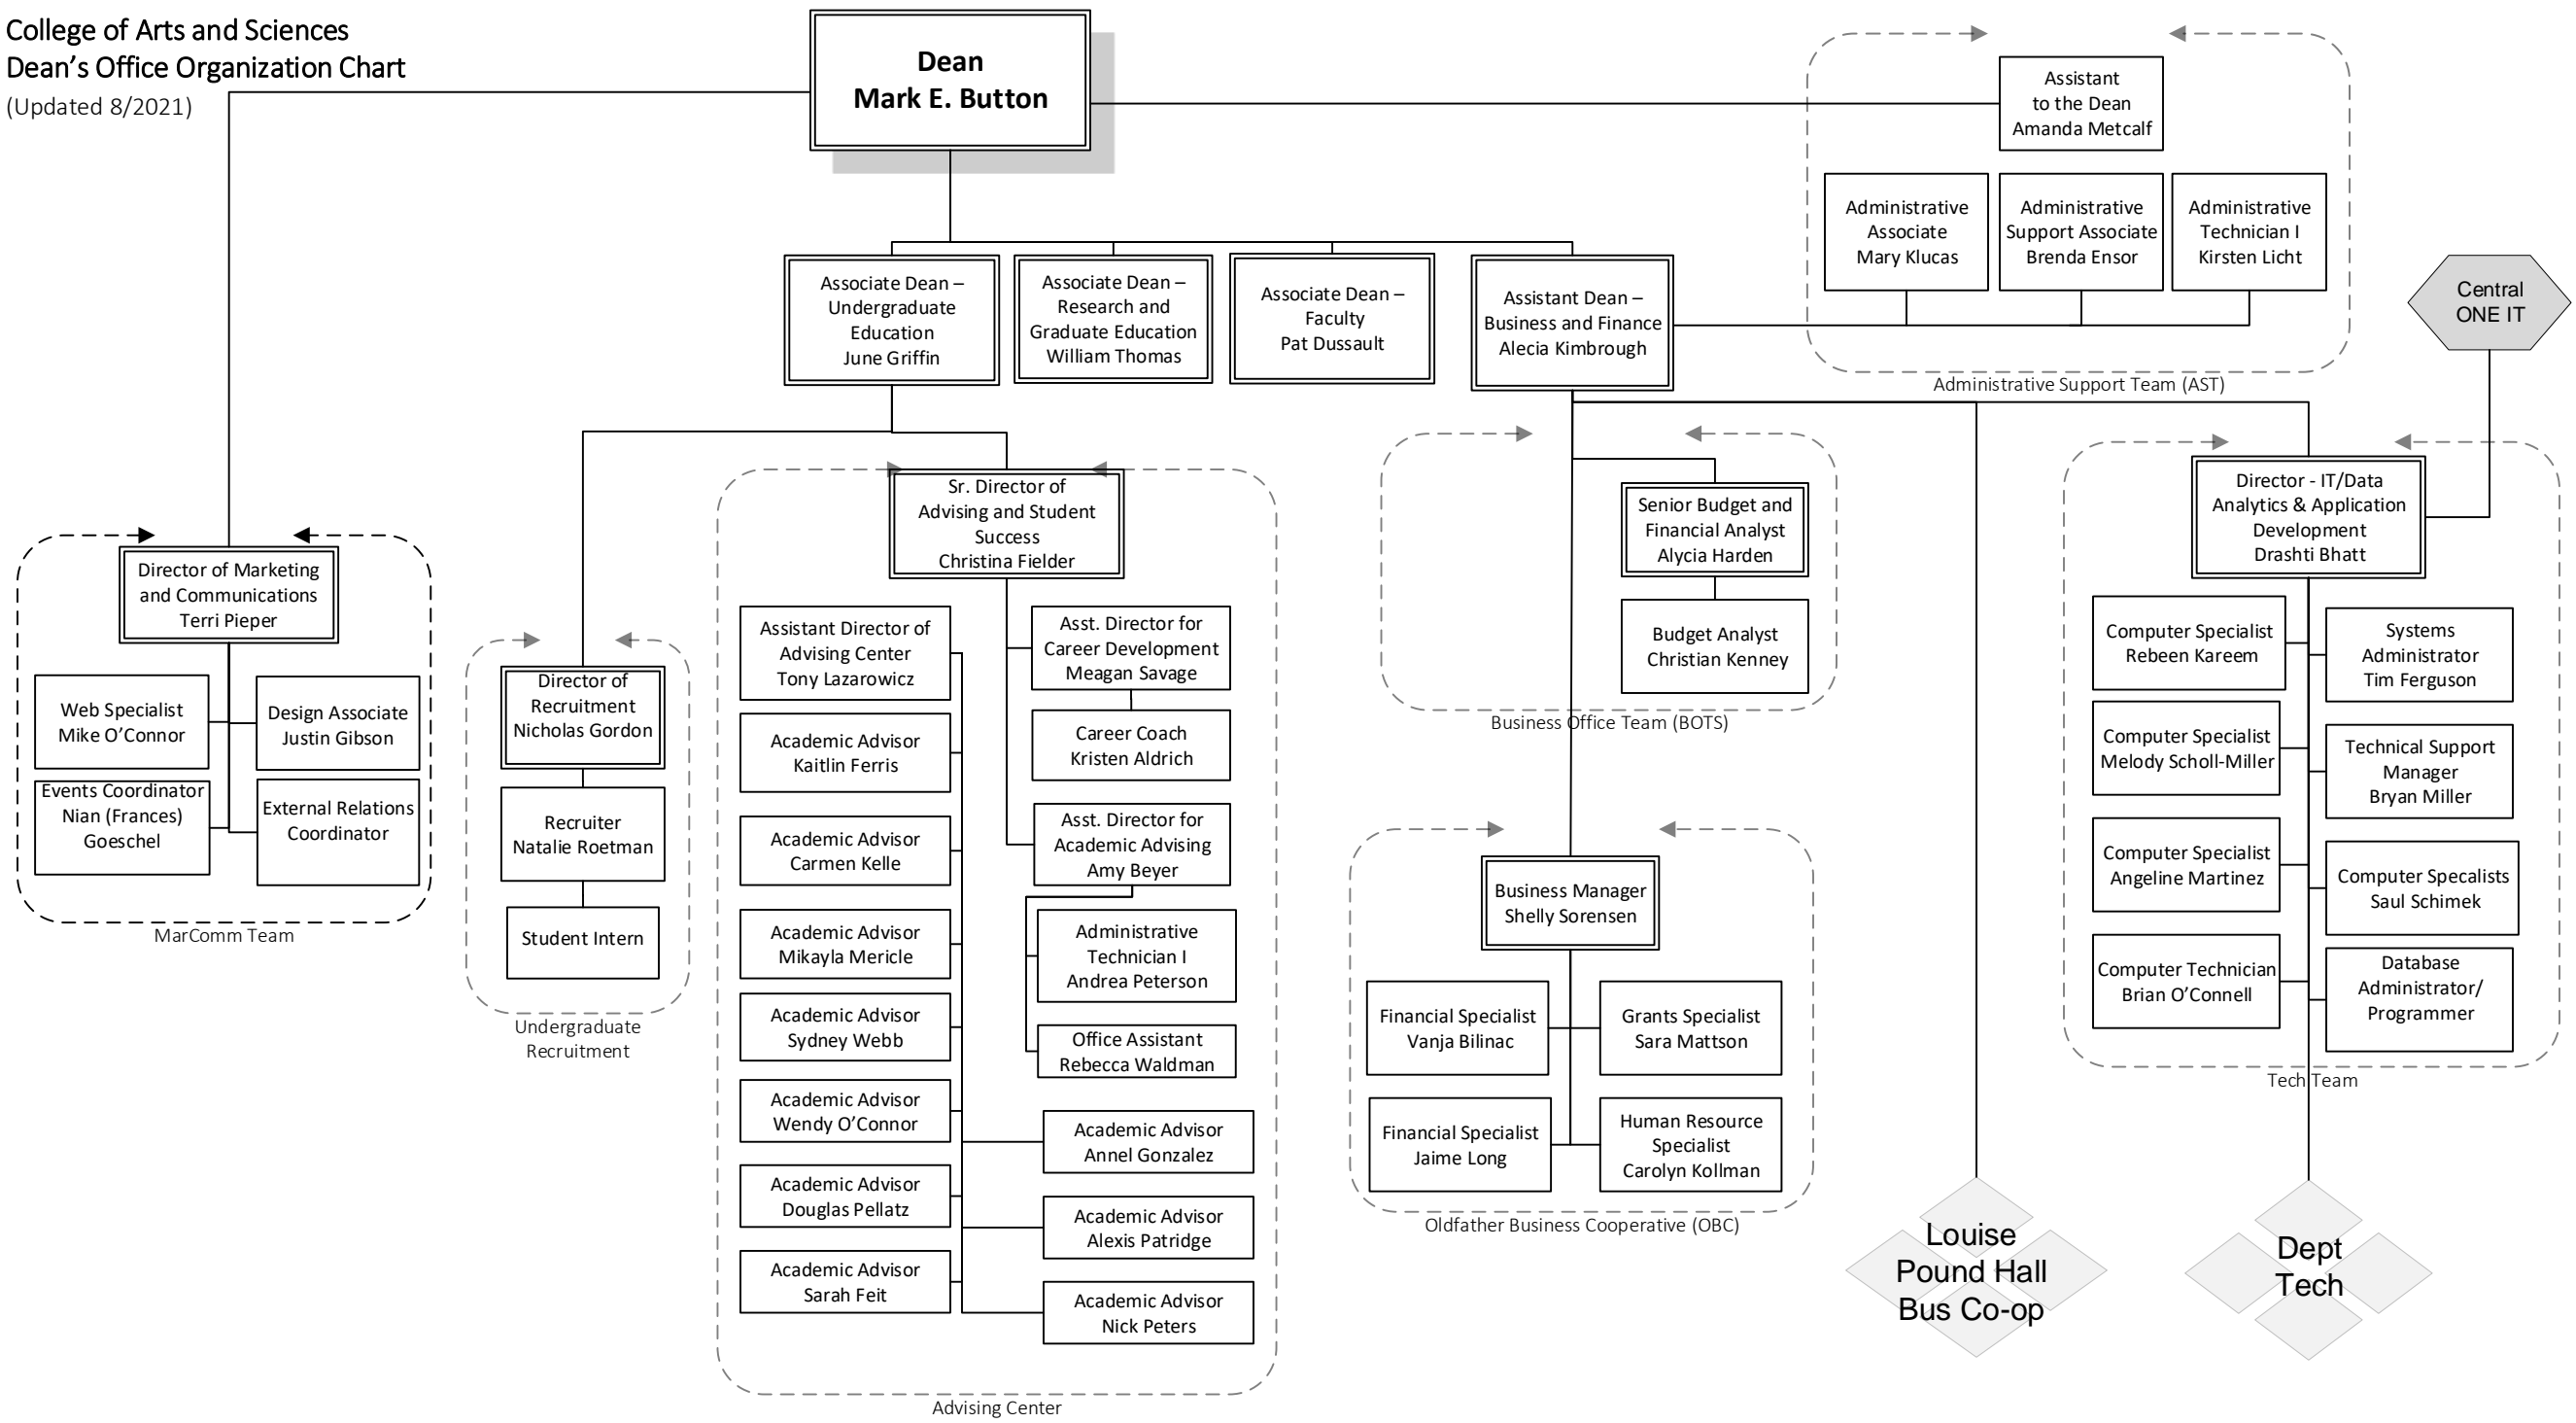 College of Arts and Sciences
Dean’s Office Organization Chart
(Updated 8/2021)
Dean
Mark E. Button
Assistant
to the Dean
Amanda Metcalf
Administrative
Associate
Mary Klucas
Administrative
Support Associate
Brenda Ensor
Administrative
Technician I
Kirsten Licht
Administrative Support Team (AST)
Central
ONE IT
Associate Dean –
Undergraduate
Education
June Griffin
Associate Dean –
Research and
Graduate Education
William Thomas
Associate Dean –
Faculty
Pat Dussault
Assistant Dean –
Business and Finance
Alecia Kimbrough
Director of Marketing
and Communications
Terri Pieper
Web Specialist
Mike O’Connor
Design Associate
Justin Gibson
Events Coordinator
Nian (Frances)
Goeschel
External Relations
Coordinator
MarComm Team
Director of
Recruitment
Nicholas Gordon
Recruiter
Natalie Roetman
Student Intern
Undergraduate
Recruitment
Sr. Director of
Advising and Student
Success
Christina Fielder
Assistant Director of
Advising Center
Tony Lazarowicz
Academic Advisor
Kaitlin Ferris
Academic Advisor
Carmen Kelle
Academic Advisor
Mikayla Mericle
Academic Advisor
Sydney Webb
Academic Advisor
Wendy O’Connor
Academic Advisor
Douglas Pellatz
Academic Advisor
Sarah Feit
Asst. Director for
Career Development
Meagan Savage
Career Coach
Kristen Aldrich
Asst. Director for
Academic Advising
Amy Beyer
Administrative
Technician I
Andrea Peterson
Office Assistant
Rebecca Waldman
Academic Advisor
Annel Gonzalez
Academic Advisor
Alexis Patridge
Academic Advisor
Nick Peters
Advising Center
Senior Budget and
Financial Analyst
Alycia Harden
Budget Analyst
Christian Kenney
Business Office Team (BOTS)
Business Manager
Shelly Sorensen
Financial Specialist
Vanja Bilinac
Grants Specialist
Sara Mattson
Financial Specialist
Jaime Long
Human Resource
Specialist
Carolyn Kollman
Oldfather Business Cooperative (OBC)
Director - IT/Data
Analytics & Application
Development
Drashti Bhatt
Computer Specialist
Rebeen Kareem
Systems
Administrator
Tim Ferguson
Computer Specialist
Melody Scholl-Miller
Technical Support
Manager
Bryan Miller
Computer Specialist
Angeline Martinez
Computer Specalists
Saul Schimek
Computer Technician
Brian O’Connell
Database
Administrator/
Programmer
Tech Team
Louise
Pound Hall
Bus Co-op
Dept
Tech